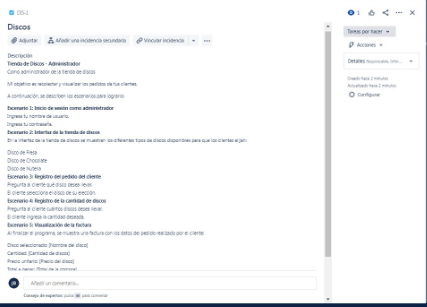 DS-1
1
Discos
Adjuntar
Añadir una incidencia secundaria
Vincular incidencia
Tareas por hacer
Acciones
Detalles
Creado hace 2 minutos
Actualizado hace 2 minutos
Configurar
Descripción
Tienda de Discos - Administrador
Como administrador de la tienda de discos
Mi objetivo es recolectar y visualizar los pedidos de los clientes.
A continuación, se describen los escenarios para lograrlo:
Escenario 1: Inicio de sesión como administrador
Ingresa tu nombre de usuario.
Ingresa tu contraseña.
Escenario 2: Interfaz de la tienda de discos
En la interfaz de la tienda de discos se muestran los diferentes tipos de discos disponibles para que los clientes elijan:
Disco de Fresa
Disco de Chocolate
Disco de Nutella
Escenario 3: Registro del pedido del cliente
Pregunta al cliente qué disco desea llevar.
El cliente selecciona el disco de su elección.
Escenario 4: Registro de la cantidad de discos
Pregunta al cliente cuántos discos desea llevar.
El cliente ingresa la cantidad deseada.
Escenario 5: Visualización de la factura
Al finalizar el programa, se muestra una factura con los datos del pedido realizado por el cliente:
Disco seleccionado: [Nombre del disco]
Cantidad: [Cantidad de discos]
Precio unitario: [Precio del disco]
Total a pagar: [Total de la compra]
Añadir un comentario...
Consejo de expertos: pulsa M para comentar